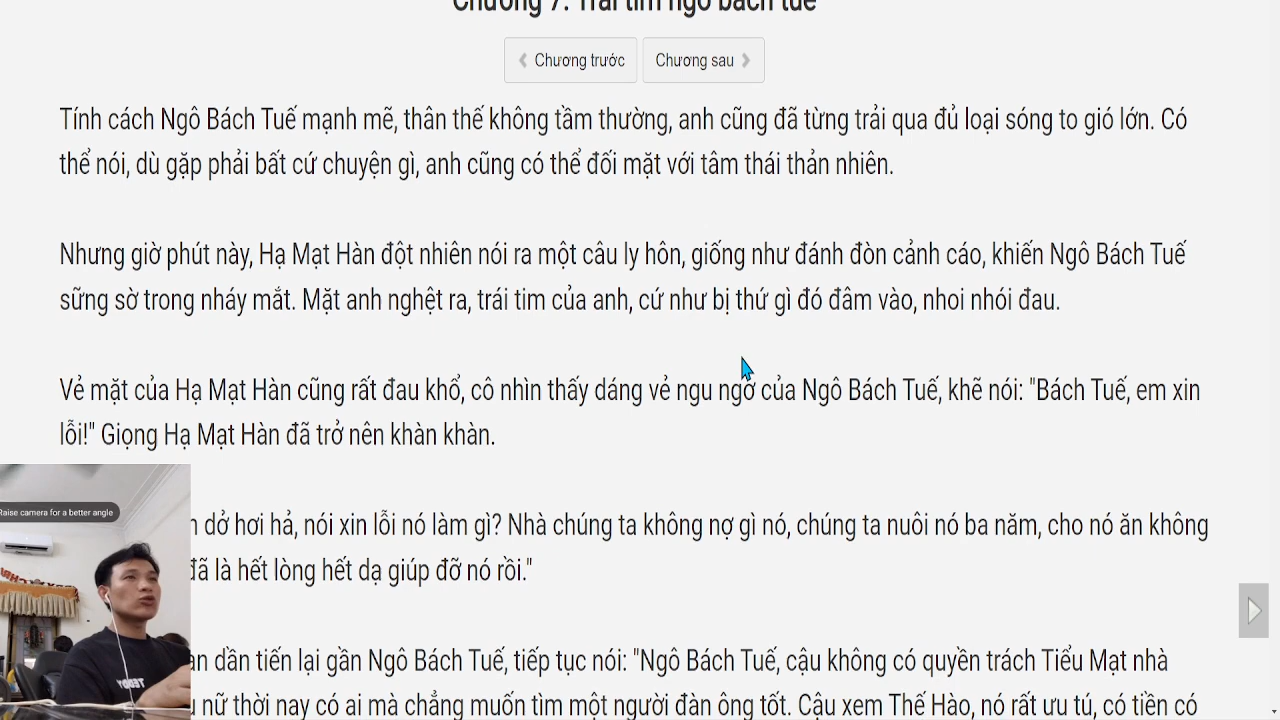 Chương 7: Trái tim ngô bách tuế
Chương trước
Chương sau
Tính cách Ngô Bách Tuế mạnh mẽ, thân thế không tầm thường, anh cũng đã từng trải qua đủ loại sóng to gió lớn. Có
thể nói, dù gặp phải bất cứ chuyện gì, anh cũng có thể đối mặt với tâm thái thản nhiên.
Nhưng giờ phút này, Hạ Mạt Hàn đột nhiên nói ra một câu ly hôn, giống như đánh đòn cảnh cáo, khiến Ngô Bách Tuế
sững sờ trong nháy mắt. Mặt anh nghệt ra, trái tim của anh, cứ như bị thứ gì đó đâm vào, nhoi nhói đau.
Vẻ mặt của Hạ Mạt Hàn cũng rất đau khổ, cô nhìn thấy dáng vẻ ngu ngơ của Ngô Bách Tuế, khẽ nói: "Bách Tuế, em xin
lỗi!" Giọng Hạ Mạt Hàn đã trở nên khàn khàn.
dở hơi hả, nói xin lỗi nó làm gì? Nhà chúng ta không nợ gì nó, chúng ta nuôi nó ba năm, cho nó ăn không
đã là hết lòng hết dạ giúp đỡ nó rồi."
dần tiến lại gần Ngô Bách Tuế, tiếp tục nói: "Ngô Bách Tuế, cậu không có quyền trách Tiểu Mạt nhà
nữ thời nay có ai mà chẳng muốn tìm một người đàn ông tốt. Cậu xem Thế Hào, nó rất ưu tú, có tiền có
Raise camera for a better angle